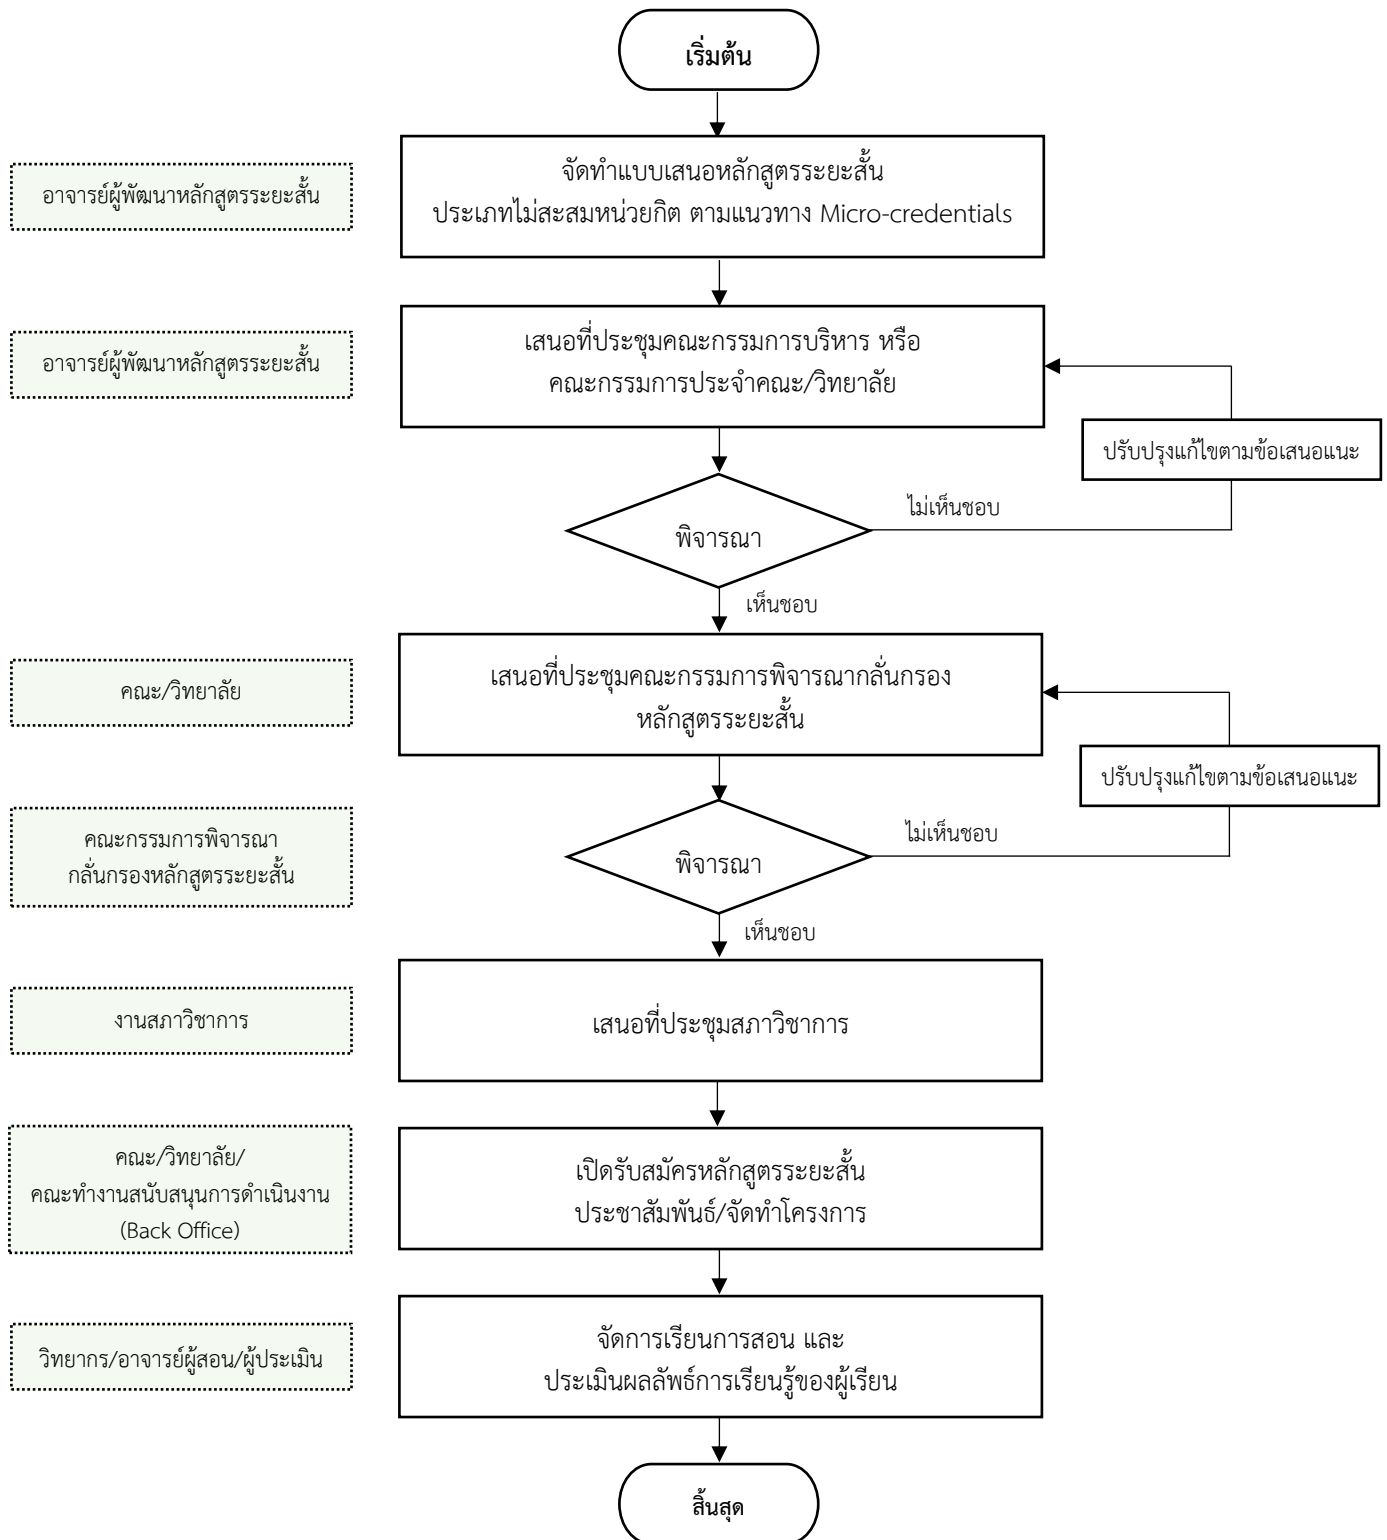 เริ่มต้น
อาจารย์ผู้พัฒนาหลักสูตรระยะสั้น
จัดทำแบบเสนอหลักสูตรระยะสั้น
ประเภทไม่สะสมหน่วยกิต ตามแนวทาง Micro-credentials
อาจารย์ผู้พัฒนาหลักสูตรระยะสั้น
เสนอที่ประชุมคณะกรรมการบริหาร หรือ
คณะกรรมการประจำคณะ/วิทยาลัย
ปรับปรุงแก้ไขตามข้อเสนอแนะ
ไม่เห็นชอบ
พิจารณา
เห็นชอบ
คณะ/วิทยาลัย
เสนอที่ประชุมคณะกรรมการพิจารณากลั่นกรอง
หลักสูตรระยะสั้น
ปรับปรุงแก้ไขตามข้อเสนอแนะ
คณะกรรมการพิจารณา
กลั่นกรองหลักสูตรระยะสั้น
ไม่เห็นชอบ
พิจารณา
เห็นชอบ
งานสภาวิชาการ
เสนอที่ประชุมสภาวิชาการ
คณะ/วิทยาลัย/
คณะทำงานสนับสนุนการดำเนินงาน
(Back Office)
เปิดรับสมัครหลักสูตรระยะสั้น
ประชาสัมพันธ์/จัดทำโครงการ
วิทยากร/อาจารย์ผู้สอน/ผู้ประเมิน
จัดการเรียนการสอน และ
ประเมินผลลัพธ์การเรียนรู้ของผู้เรียน
สิ้นสุด